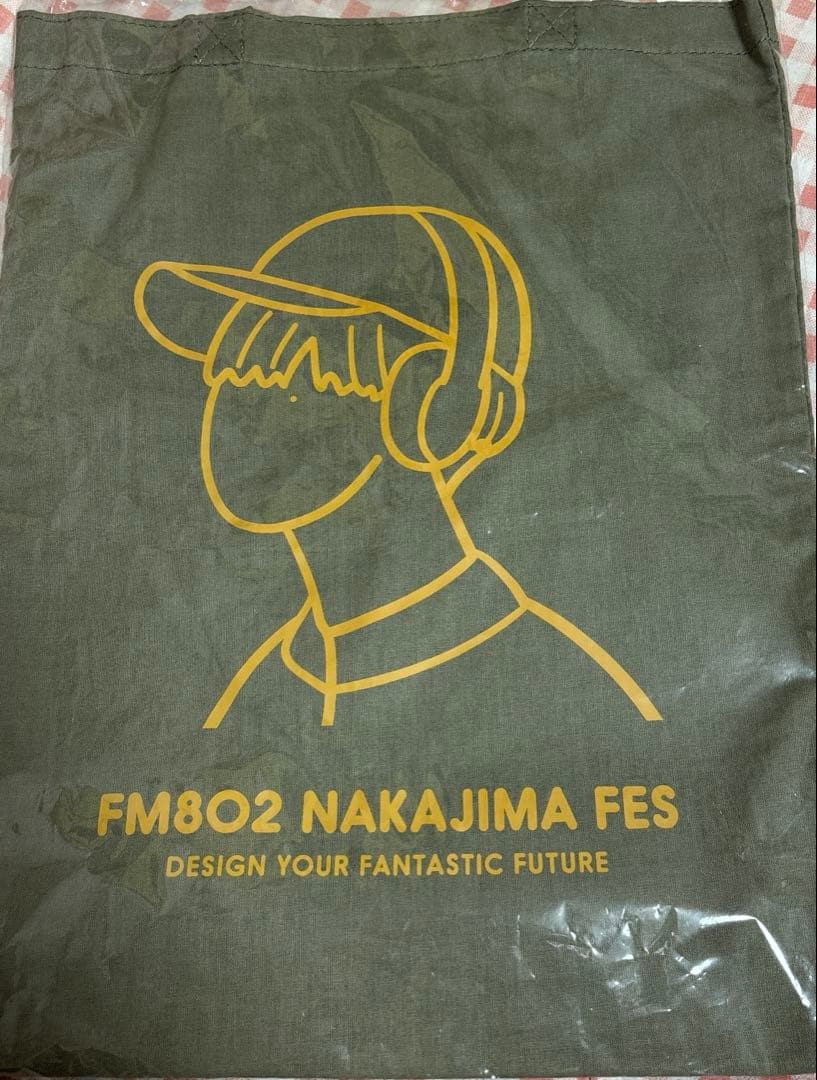 FM802 NAKAJIMA FES
DESIGN YOUR FANTASTIC FUTURE